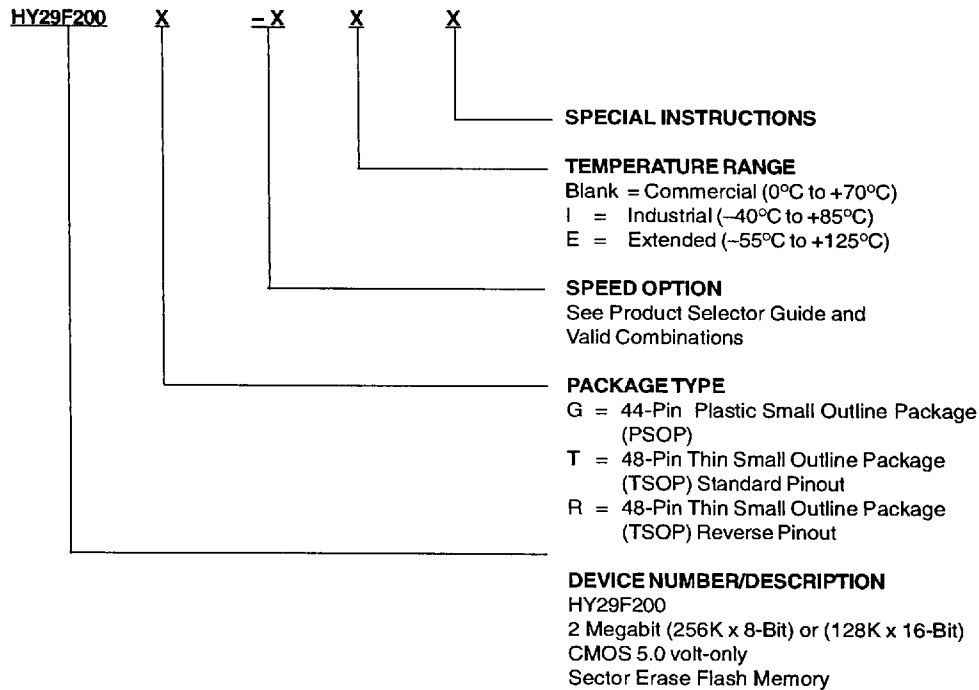 HY29F200 X – X X X
SPECIAL INSTRUCTIONS
TEMPERATURE RANGE
Blank = Commercial (0°C to +70°C)
I = Industrial (–40°C to +85°C)
E = Extended (–55°C to +125°C)
SPEED OPTION
See Product Selector Guide and
Valid Combinations
PACKAGE TYPE
G = 44-Pin Plastic Small Outline Package
(PSOP)
T = 48-Pin Thin Small Outline Package
(TSOP) Standard Pinout
R = 48-Pin Thin Small Outline Package
(TSOP) Reverse Pinout
DEVICE NUMBER/DESCRIPTION
HY29F200
2 Megabit (256K x 8-Bit) or (128K x 16-Bit)
CMOS 5.0 volt-only
Sector Erase Flash Memory